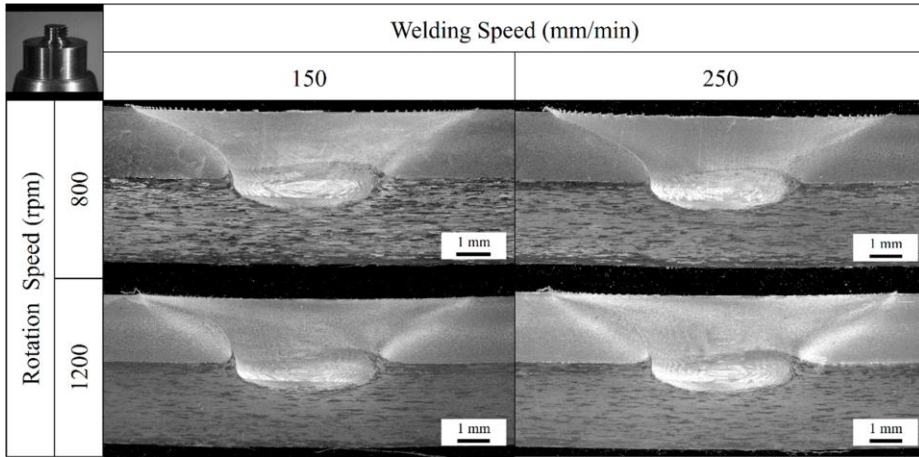 Welding Speed (mm/min)
150
250
Rotation Speed (rpm)
800
1 mm
1 mm
1200
1 mm
1 mm